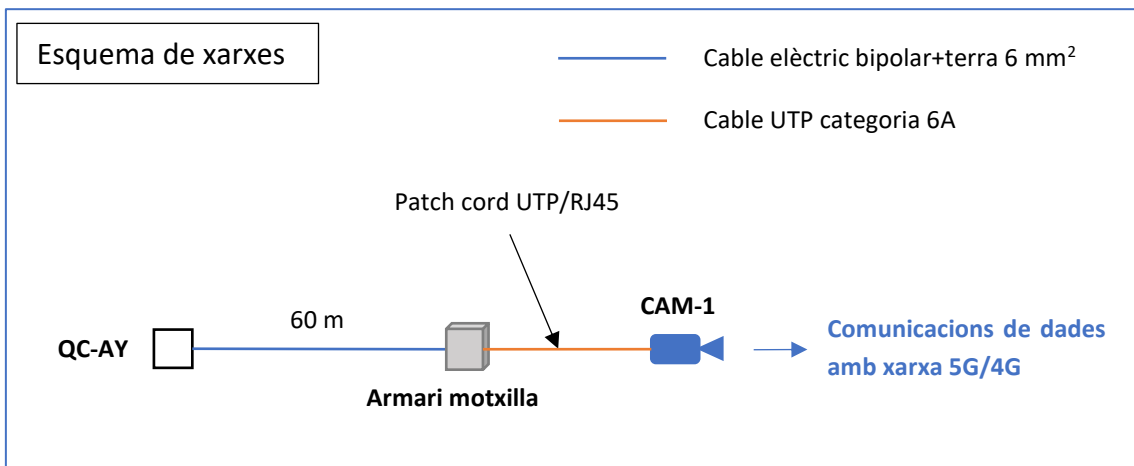 Esquema de xarxes
Cable elèctric bipolar+terra 6 mm²
Cable UTP categoria 6A
Patch cord UTP/RJ45
60 m
CAM-1
QC-AY
Comunicacions de dades
amb xarxa 5G/4G
Armari motxilla